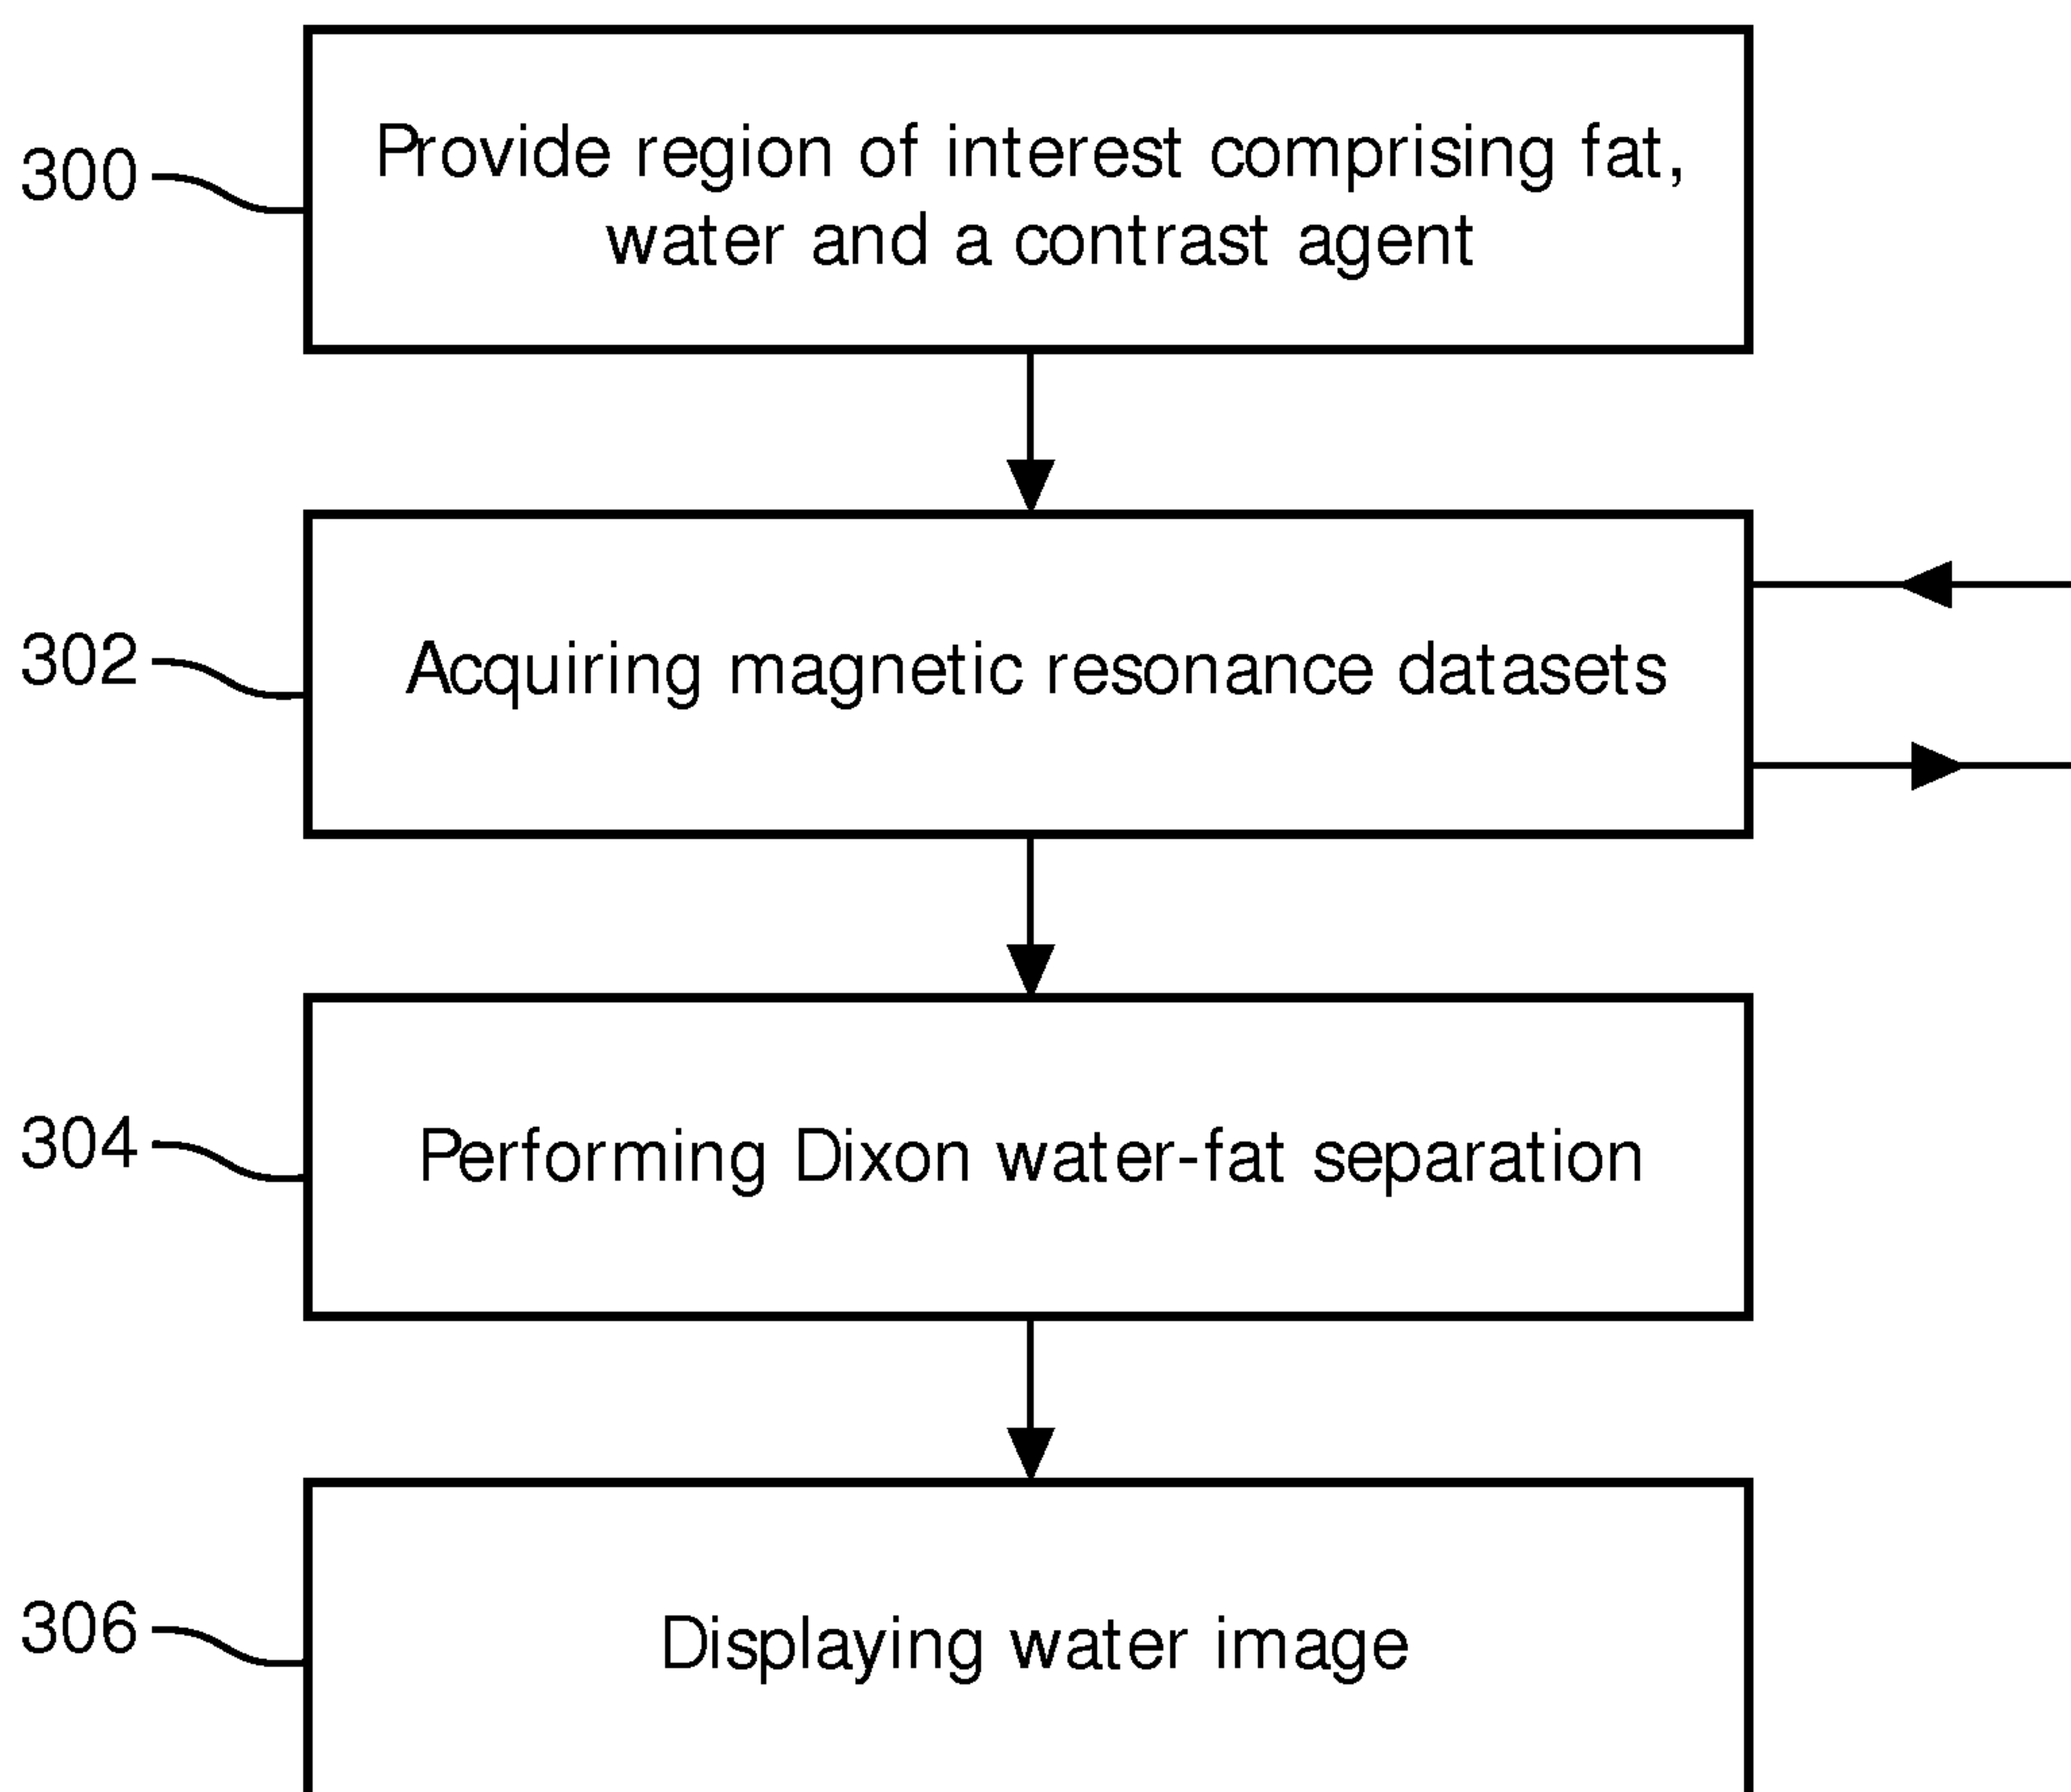 300
Provide region of interest comprising fat,
water and a contrast agent
302
Acquiring magnetic resonance datasets
304
Performing Dixon water-fat separation
306
Displaying water image